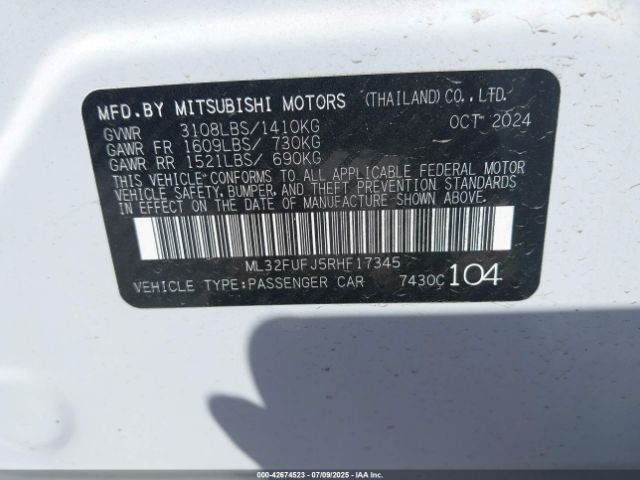 MFD. BY MITSUBISHI MOTORS (THAILAND) CO., LTD.
GVWR 3108LBS/1410KG OCT 2024
GAWR FR 1609LBS/ 730KG
GAWR RR 1521LBS/ 690KG
THIS VEHICLE CONFORMS TO ALL APPLICABLE FEDERAL MOTOR
VEHICLE SAFETY, BUMPER, AND THEFT PREVENTION STANDARDS
IN EFFECT ON THE DATE OF MANUFACTURE SHOWN ABOVE.
ML32FUFJ5RHF17345
VEHICLE TYPE:PASSENGER CAR 7430C 104
000-42674523 - 07/09/2025 - IAAI.COM